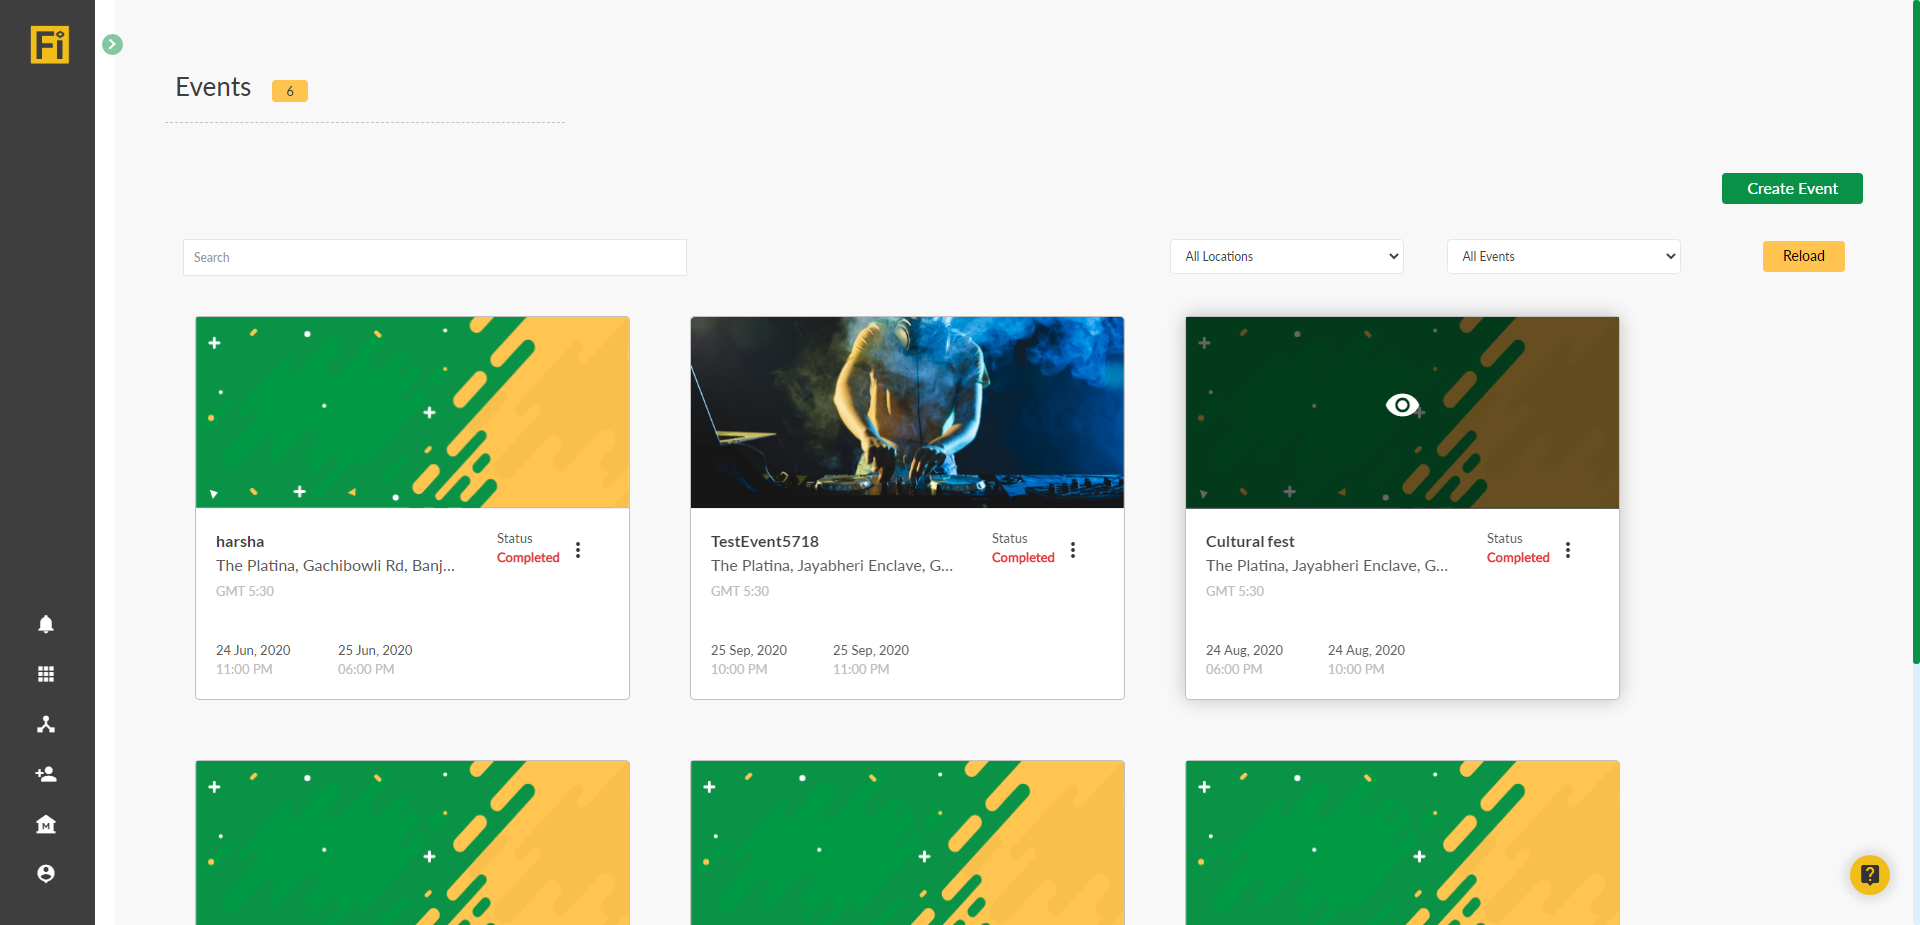 Fi
Events
6
Create Event
Search
All Locations
All Events
Reload
harsha
Status
The Platina, Gachibowli Rd, Banj...
Completed
GMT 5:30
24 Jun, 2020
25 Jun, 2020
11:00 PM
06:00 PM
TestEvent5718
Status
The Platina, Jayabheri Enclave, G...
Completed
GMT 5:30
25 Sep, 2020
25 Sep, 2020
10:00 PM
11:00 PM
Cultural fest
Status
The Platina, Jayabheri Enclave, G...
Completed
GMT 5:30
24 Aug, 2020
24 Aug, 2020
06:00 PM
10:00 PM
M
?